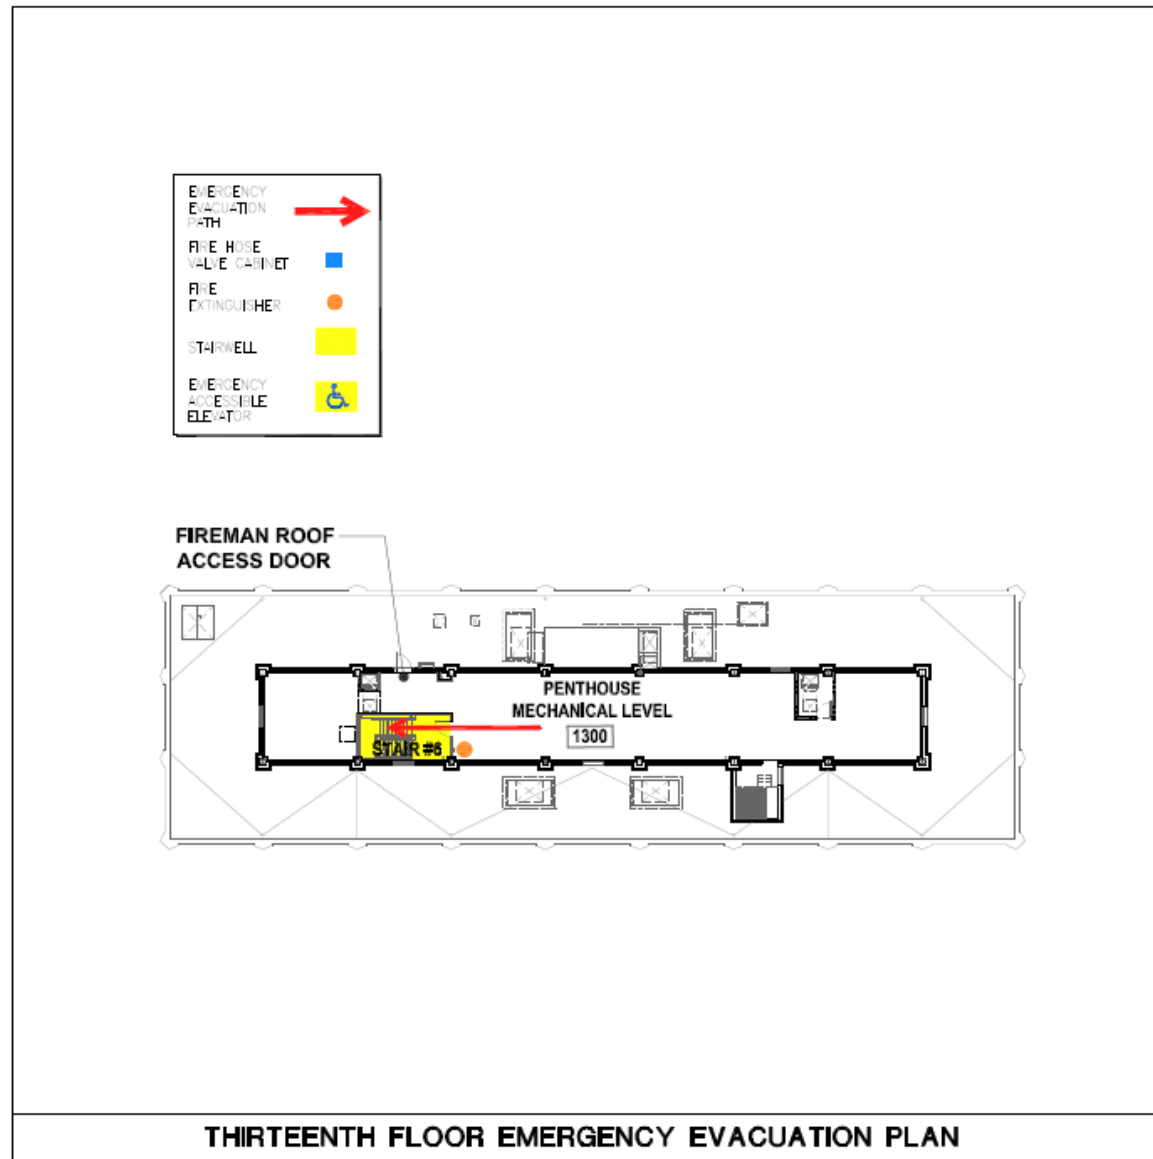 EMERGENCY
EVACUATION
PATH
FIRE HOSE
VALVE CABINET
FIRE
EXTINGUISHER
STAIRWELL
EMERGENCY
ACCESSIBLE
ELEVATOR
FIREMAN ROOF
ACCESS DOOR
PENTHOUSE
MECHANICAL LEVEL
1300
STAIR #6
THIRTEENTH FLOOR EMERGENCY EVACUATION PLAN